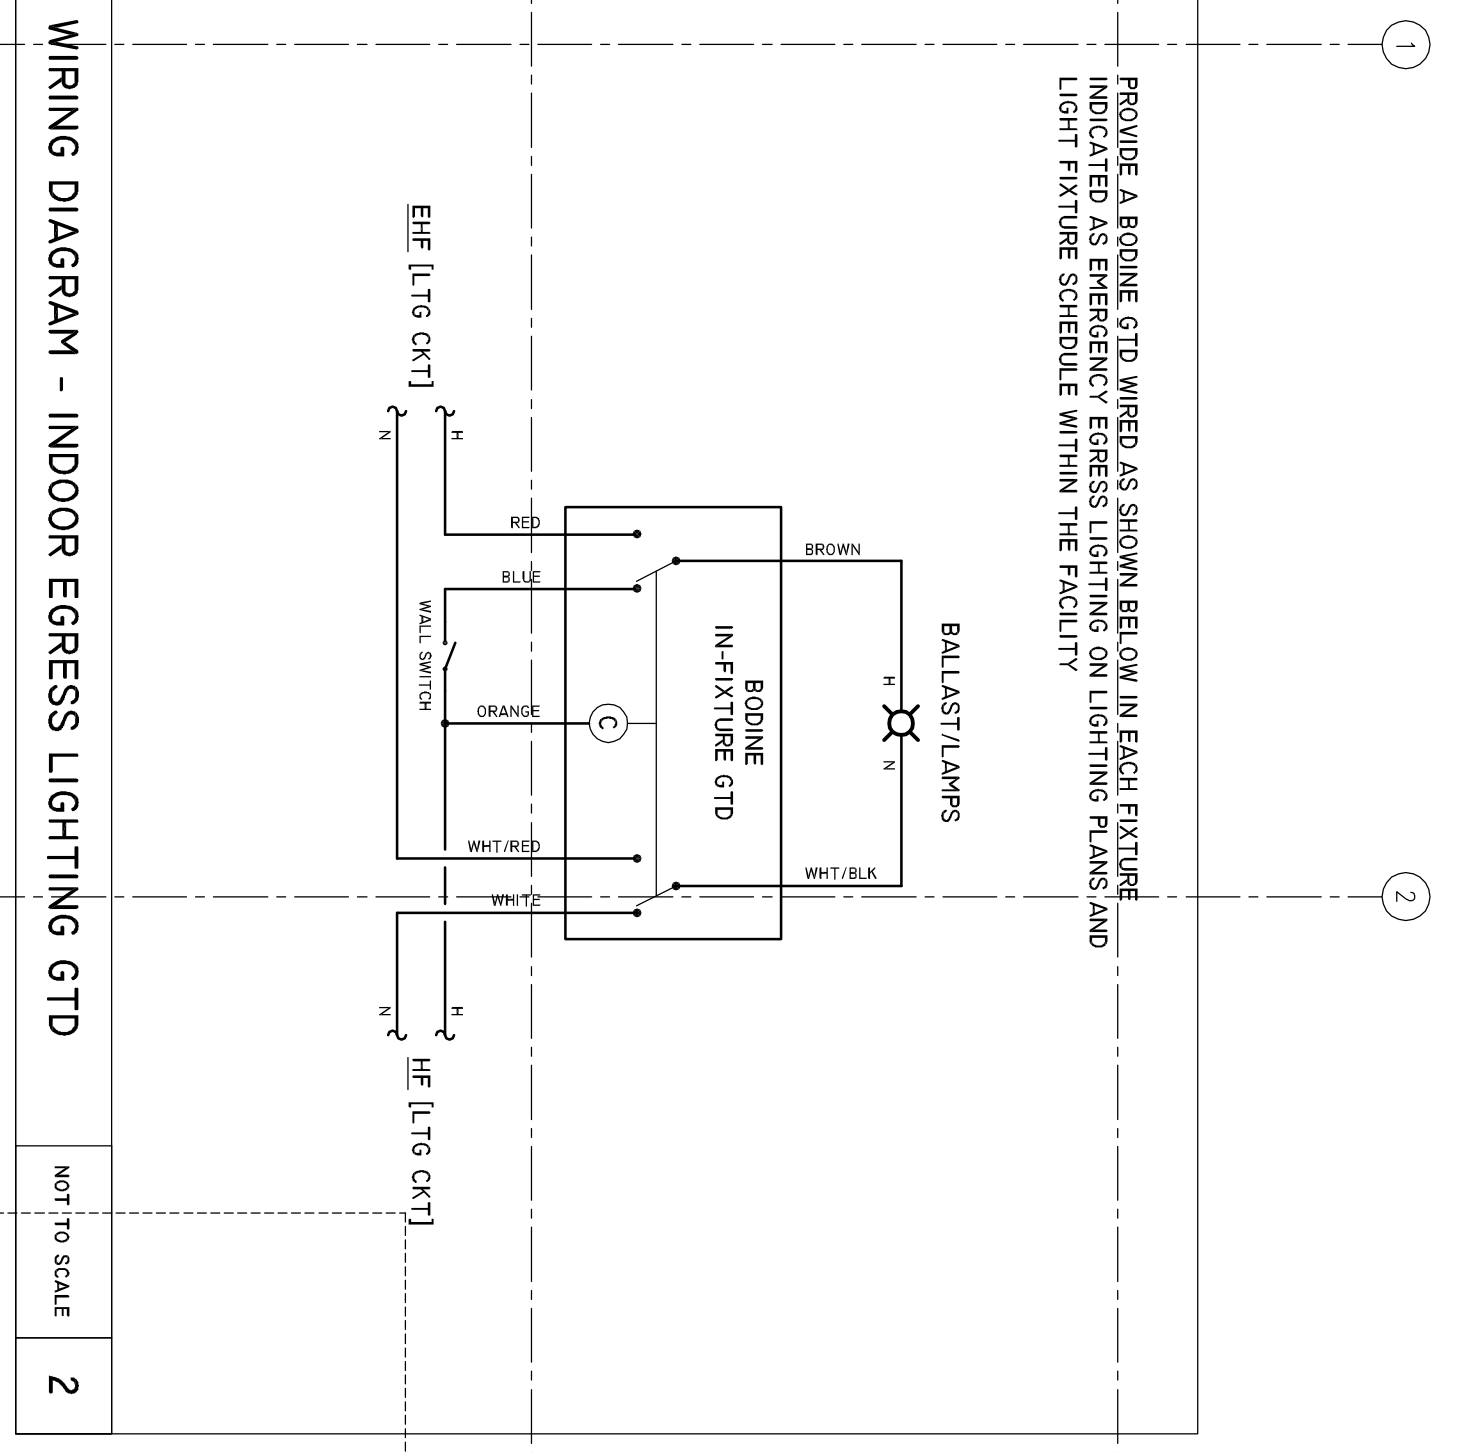 1
2
PROVIDE A BODINE GTD WIRED AS SHOWN BELOW IN EACH FIXTURE
INDICATED AS EMERGENCY EGRESS LIGHTING ON LIGHTING PLANS AND
LIGHT FIXTURE SCHEDULE WITHIN THE FACILITY
BALLAST/LAMPS
H
N
BROWN
WHT/BLK
BODINE
IN-FIXTURE GTD
C
RED
BLUE
ORANGE
WHT/RED
WHITE
WALL SWITCH
H
N
H
N
EHF [LTG CKT]
HF [LTG CKT]
WIRING DIAGRAM - INDOOR EGRESS LIGHTING GTD
NOT TO SCALE
2